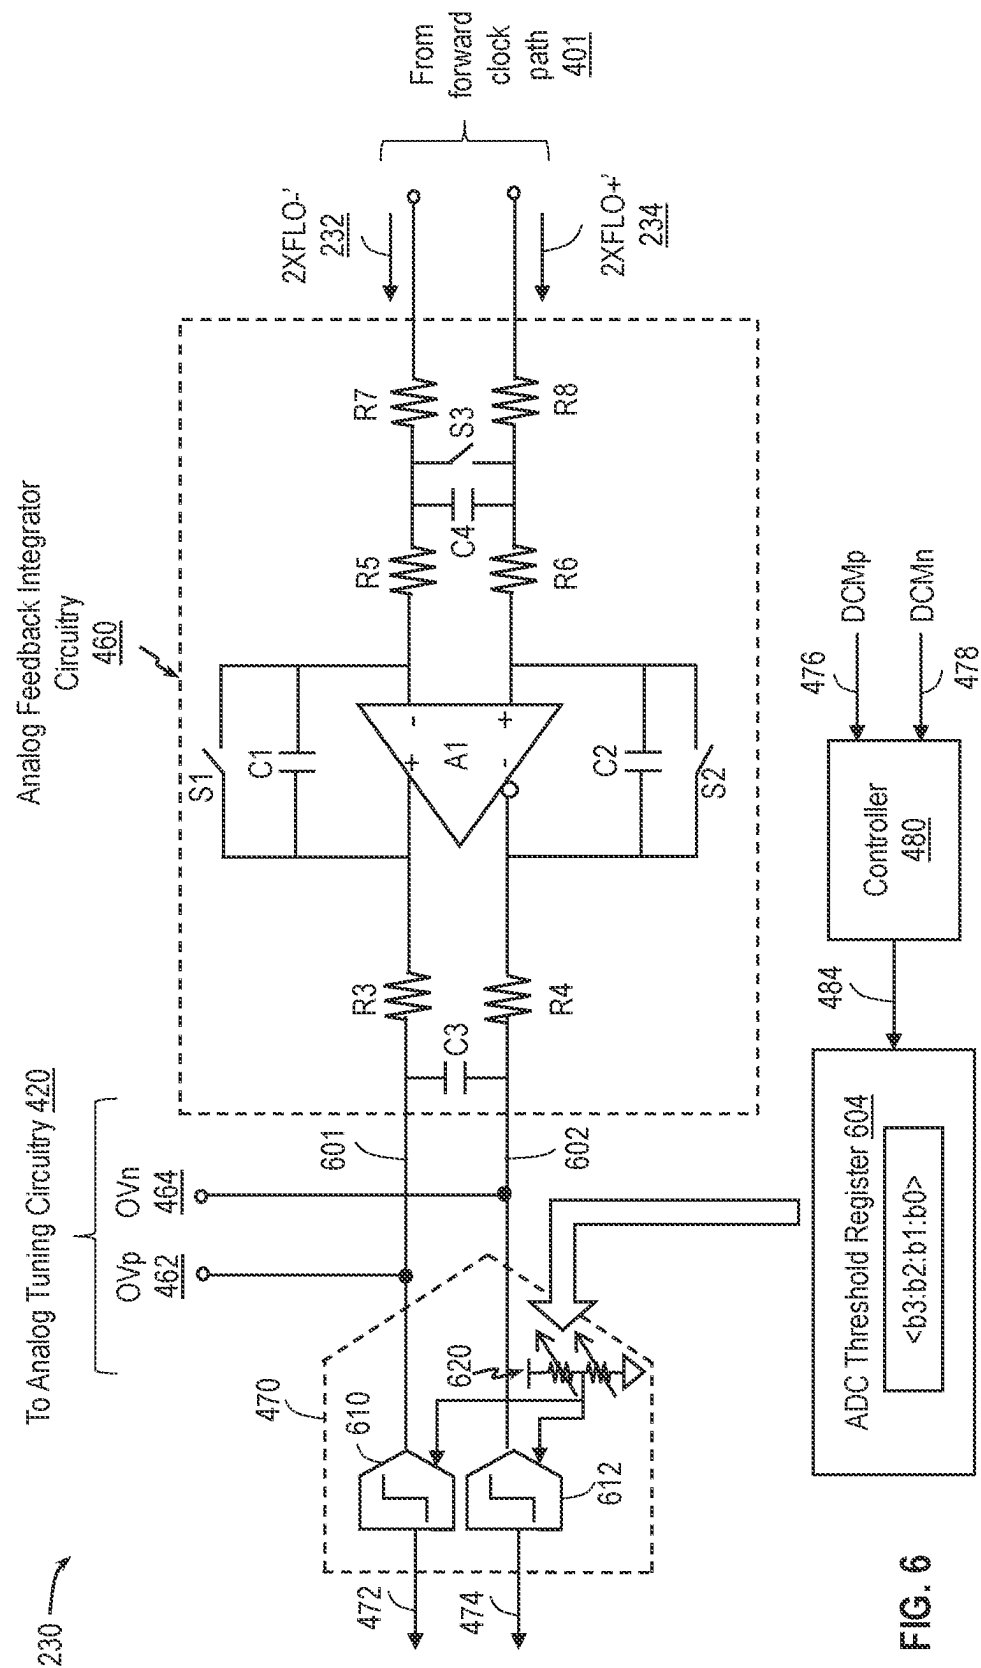 230
To Analog Tuning Circuitry 420
OVp
462
OVn
464
Analog Feedback Integrator
Circuitry
460
S1
C1
2XFLO-'
232
From
forward
clock
path
401
470
610
601
R3
-
+
A1
+
-
R5
R7
472
620
C3
C4
S3
474
612
602
R4
R6
R8
2XFLO+'
234
C2
S2
ADC Threshold Register 604
<b3:b2:b1:b0>
484
Controller
480
476
DCMp
DCMn
478
FIG. 6